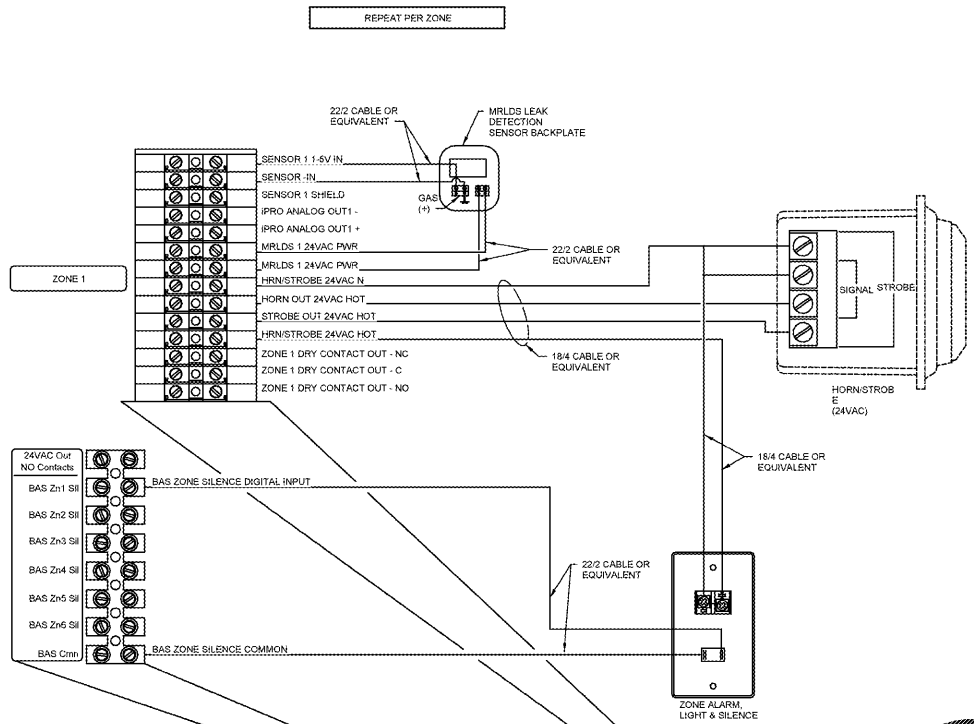 REPEAT PER ZONE
22/2 CABLE OR
EQUIVALENT
MRLDS LEAK
DETECTION
SENSOR BACKPLATE
SENSOR 1 1-5V IN
SENSOR -IN
SENSOR 1 SHIELD
GAS
(+)
iPRO ANALOG OUT1 -
iPRO ANALOG OUT1 +
MRLDS 1 24VAC PWR
22/2 CABLE OR
EQUIVALENT
MRLDS 1 24VAC PWR
ZONE 1
HRN/STROBE 24VAC N
SIGNAL STROBE
HORN OUT 24VAC HOT
STROBE OUT 24VAC HOT
HRN/STROBE 24VAC HOT
ZONE 1 DRY CONTACT OUT - NC
18/4 CABLE OR
EQUIVALENT
ZONE 1 DRY CONTACT OUT - C
ZONE 1 DRY CONTACT OUT - NO
HORN/STROB
E
(24VAC)
24VAC Out
NO Contacts
18/4 CABLE OR
EQUIVALENT
BAS Zn1 Sil
BAS ZONE SILENCE DIGITAL INPUT
BAS Zn2 Sil
BAS Zn3 Sil
BAS Zn4 Sil
22/2 CABLE OR
EQUIVALENT
BAS Zn5 Sil
BAS Zn6 Sil
BAS Cmn
BAS ZONE SILENCE COMMON
ZONE ALARM,
LIGHT & SILENCE